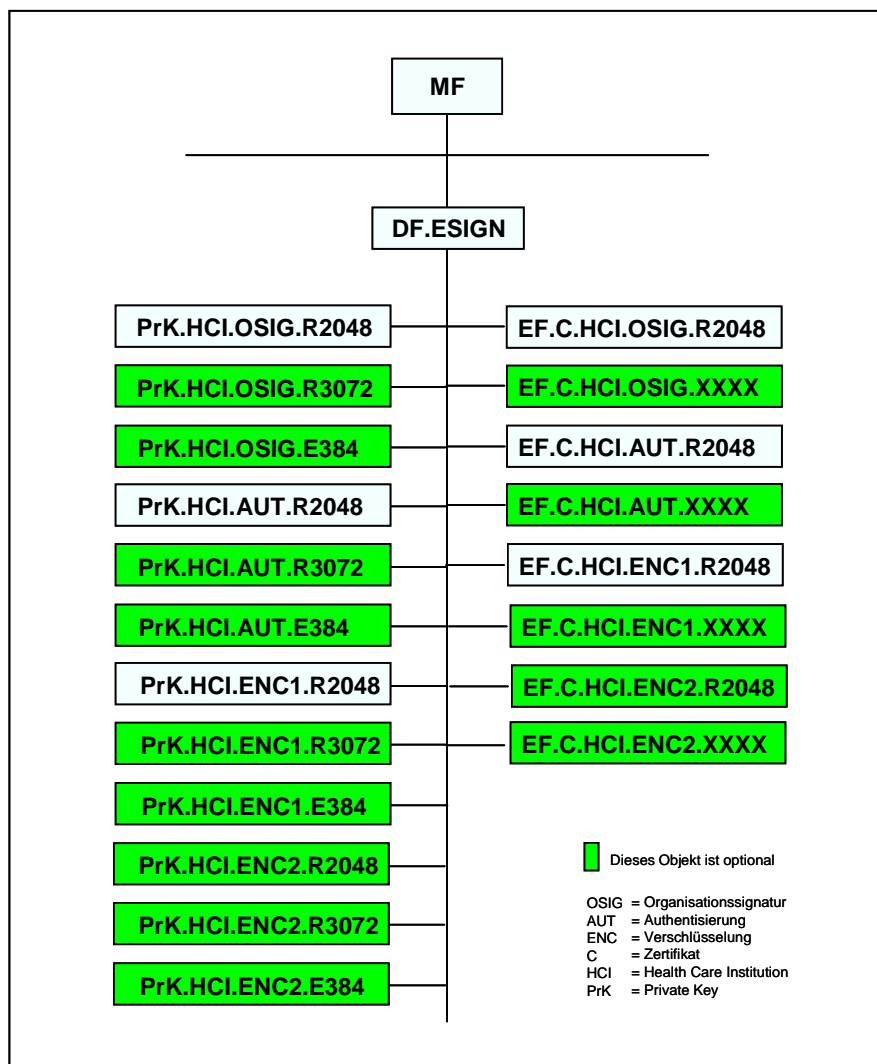 MF
DF.ESIGN
PrK.HCI.OSIG.R2048
EF.C.HCI.OSIG.R2048
PrK.HCI.OSIG.R3072
EF.C.HCI.OSIG.XXXX
PrK.HCI.OSIG.E384
EF.C.HCI.AUT.R2048
PrK.HCI.AUT.R2048
EF.C.HCI.AUT.XXXX
PrK.HCI.AUT.R3072
EF.C.HCI.ENC1.R2048
PrK.HCI.AUT.E384
EF.C.HCI.ENC1.XXXX
PrK.HCI.ENC1.R2048
EF.C.HCI.ENC2.R2048
PrK.HCI.ENC1.R3072
EF.C.HCI.ENC2.XXXX
PrK.HCI.ENC1.E384
PrK.HCI.ENC2.R2048
PrK.HCI.ENC2.R3072
PrK.HCI.ENC2.E384
Dieses Objekt ist optional
OSIG = Organisationssignatur
AUT = Authentisierung
ENC = Verschlüsselung
C = Zertifikat
HCI = Health Care Institution
PrK = Private Key